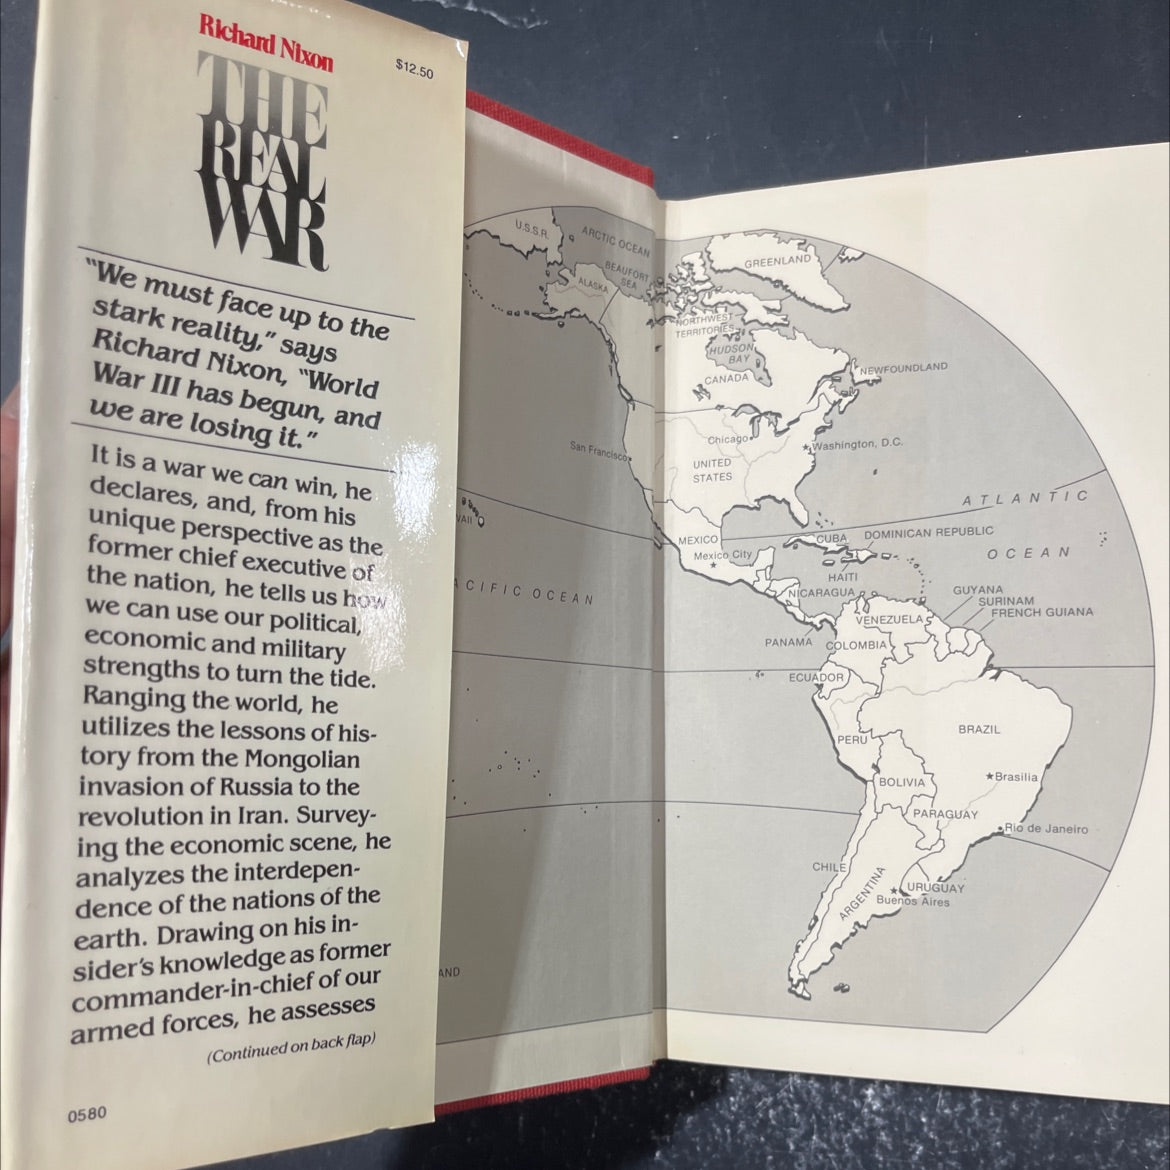 Richard Nixon
$12.50
THE
REAL
WAR
"We must face up to the
stark reality," says
Richard Nixon, "World
War III has begun, and
we are losing it."
It is a war we can win, he
declares, and, from his
unique perspective as the
former chief executive of
the nation, he tells us how
we can use our political,
economic and military
strengths to turn the tide.
Ranging the world, he
utilizes the lessons of his-
tory from the Mongolian
invasion of Russia to the
revolution in Iran. Survey-
ing the economic scene, he
analyzes the interdepen-
dence of the nations of the
earth. Drawing on his in-
sider's knowledge as former
commander-in-chief of our
armed forces, he assesses
(Continued on back flap)
0580
U.S.S.R.
ARCTIC OCEAN
BEAUFORT
SEA
ALASKA
GREENLAND
NORTHWEST
TERRITORIES
HUDSON
BAY
CANADA
NEWFOUNDLAND
San Francisco
Chicago
Washington, D.C.
UNITED
STATES
ATLANTIC
OCEAN
MEXICO
Mexico City
CUBA
DOMINICAN REPUBLIC
HAITI
NICARAGUA
CIFIC OCEAN
GUYANA
SURINAM
FRENCH GUIANA
VENEZUELA
PANAMA
COLOMBIA
ECUADOR
BRAZIL
PERU
BOLIVIA
Brasilia
PARAGUAY
Rio de Janeiro
CHILE
ARGENTINA
URUGUAY
Buenos Aires
AND